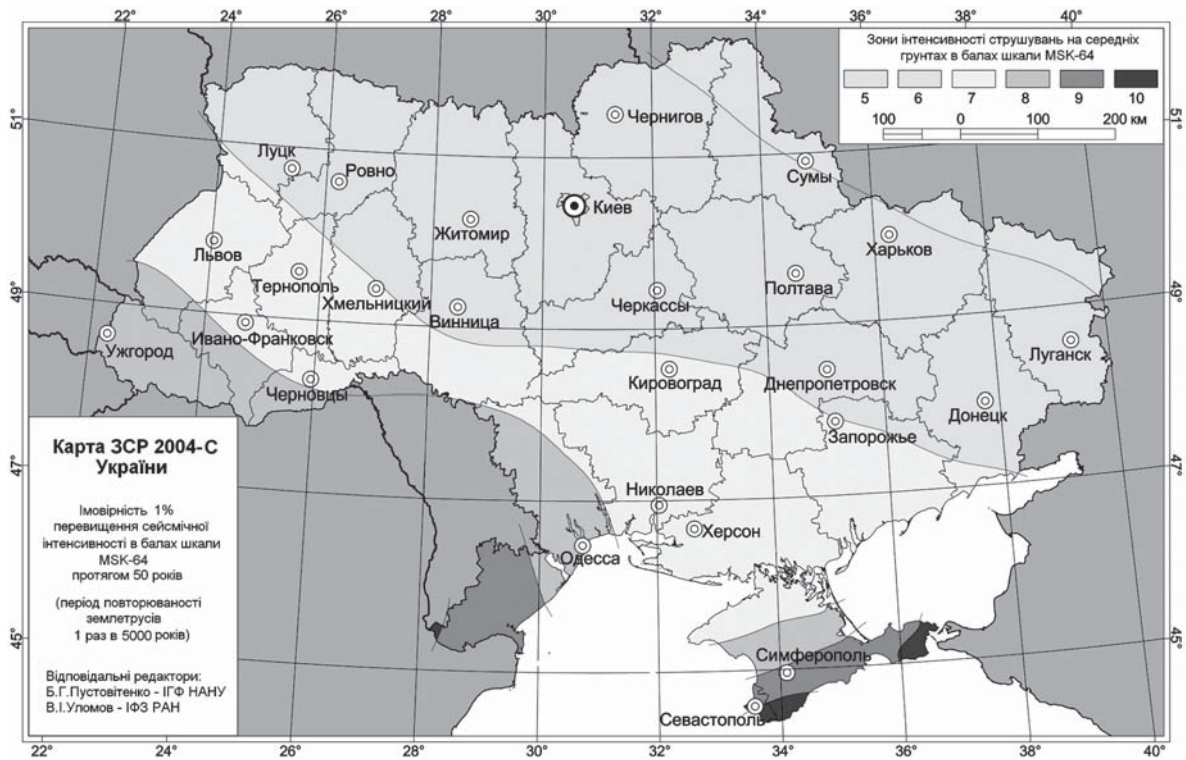 22° 24° 26° 28° 30° 32° 34° 36° 38° 40°
Зони інтенсивності струшувань на середніх
грунтах в балах шкали MSK-64
5 6 7 8 9 10
100 0 100 200 км
51° 51°
Чернигов
Луцк
Ровно
Сумы
Киев
Житомир
Харьков
Львов
Тернополь
Хмельницкий
Черкассы
Полтава
49° 49°
Винница
Ивано-Франковск
Ужгород
Луганск
Кировоград
Днепропетровск
Черновцы
Донецк
Запорожье
47° 47°
Николаев
Херсон
Одесса
45° 45°
Симферополь
Севастополь
Карта ЗСР 2004-С
України
Імовірність 1%
перевищення сейсмічної
інтенсивності в балах шкали
MSK-64
протягом 50 років
(період повторюваності
землетрусів
1 раз в 5000 років)
Відповідальні редактори:
Б.Г.Пустовітенко - ІГФ НАНУ
В.І.Уломов - ІФЗ РАН
22° 24° 26° 28° 30° 32° 34° 36° 38° 40°